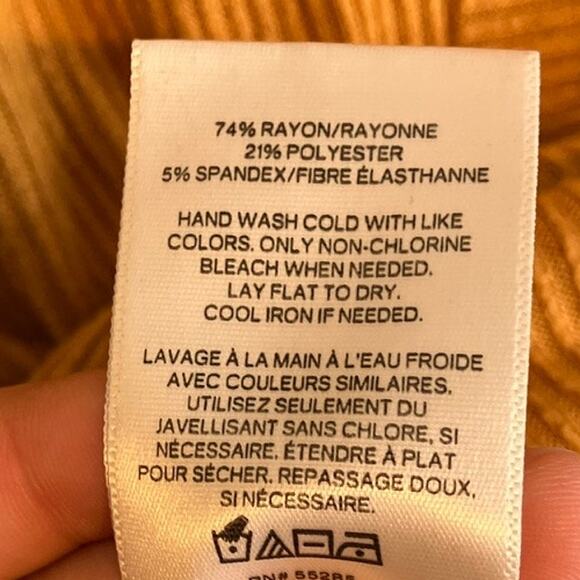 74% RAYON/RAYONNE
21% POLYESTER
5% SPANDEX/FIBRE ÉLASTHANNE
HAND WASH COLD WITH LIKE
COLORS. ONLY NON-CHLORINE
BLEACH WHEN NEEDED.
LAY FLAT TO DRY.
COOL IRON IF NEEDED.
LAVAGE À LA MAIN À L'EAU FROIDE
AVEC COULEURS SIMILAIRES.
UTILISEZ SEULEMENT DU
JAVELLISANT SANS CHLORE, SI
NÉCESSAIRE. ÉTENDRE À PLAT
POUR SÉCHER. REPASSAGE DOUX,
SI NÉCESSAIRE.
RN# 55285